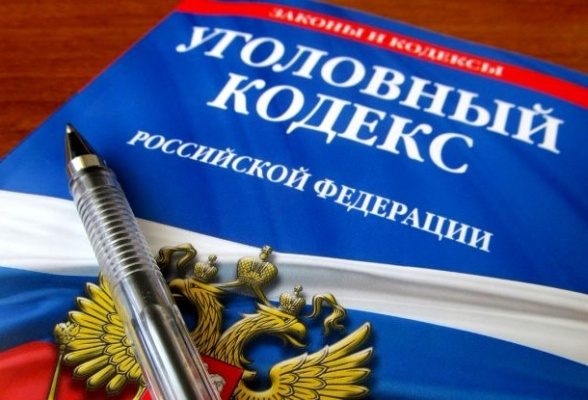 ЗАКОНЫ И КОДЕКСЫ
УГОЛОВНЫЙ
КОДЕКС
РОССИЙСКОЙ ФЕДЕРАЦИИ